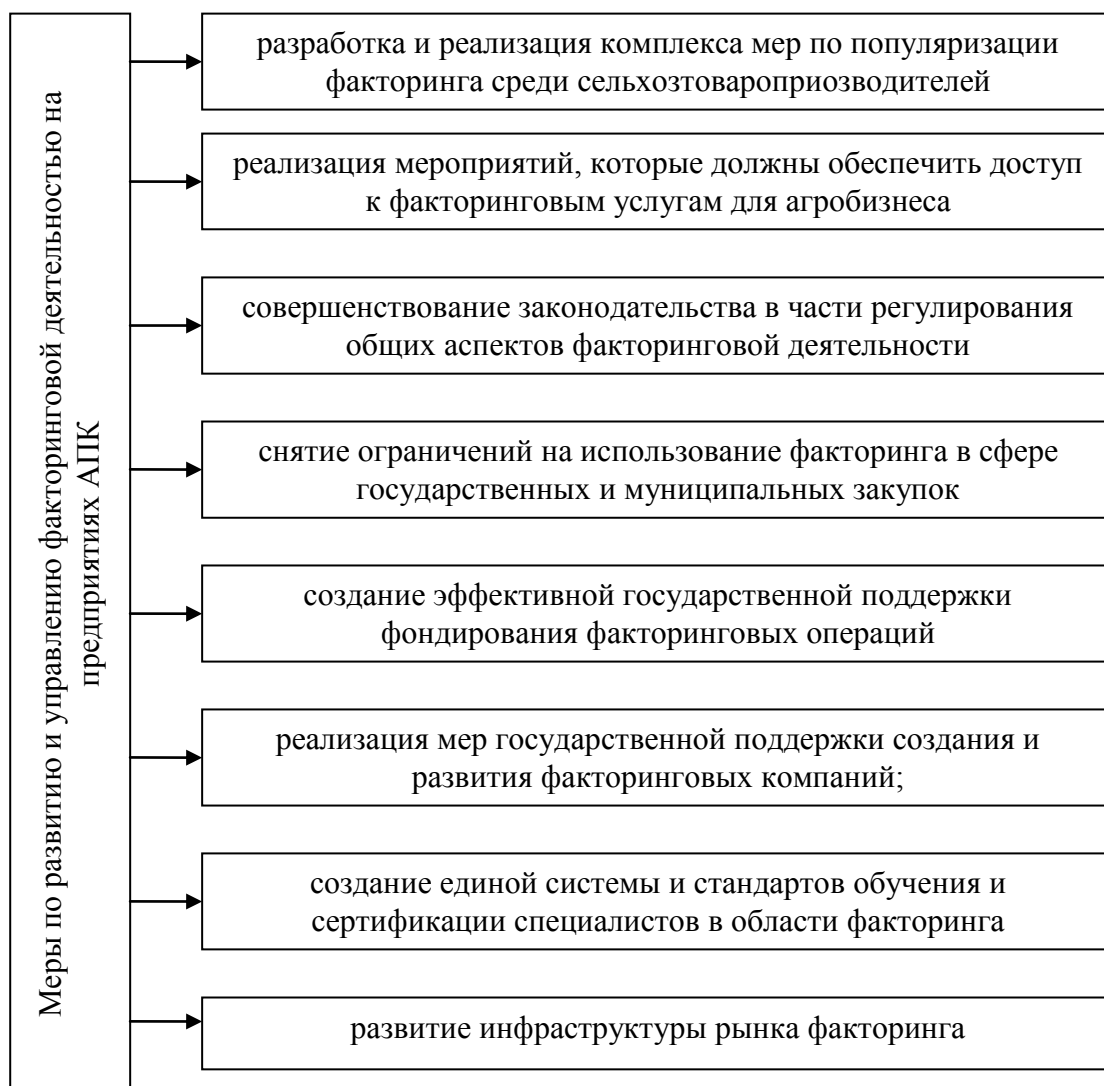 Меры по развитию и управлению факторинговой деятельностью на
предприятиях АПК
разработка и реализация комплекса мер по популяризации
факторинга среди сельхозтовароприозводителей
реализация мероприятий, которые должны обеспечить доступ
к факторинговым услугам для агробизнеса
совершенствование законодательства в части регулирования
общих аспектов факторинговой деятельности
снятие ограничений на использование факторинга в сфере
государственных и муниципальных закупок
создание эффективной государственной поддержки
фондирования факторинговых операций
реализация мер государственной поддержки создания и
развития факторинговых компаний;
создание единой системы и стандартов обучения и
сертификации специалистов в области факторинга
развитие инфраструктуры рынка факторинга